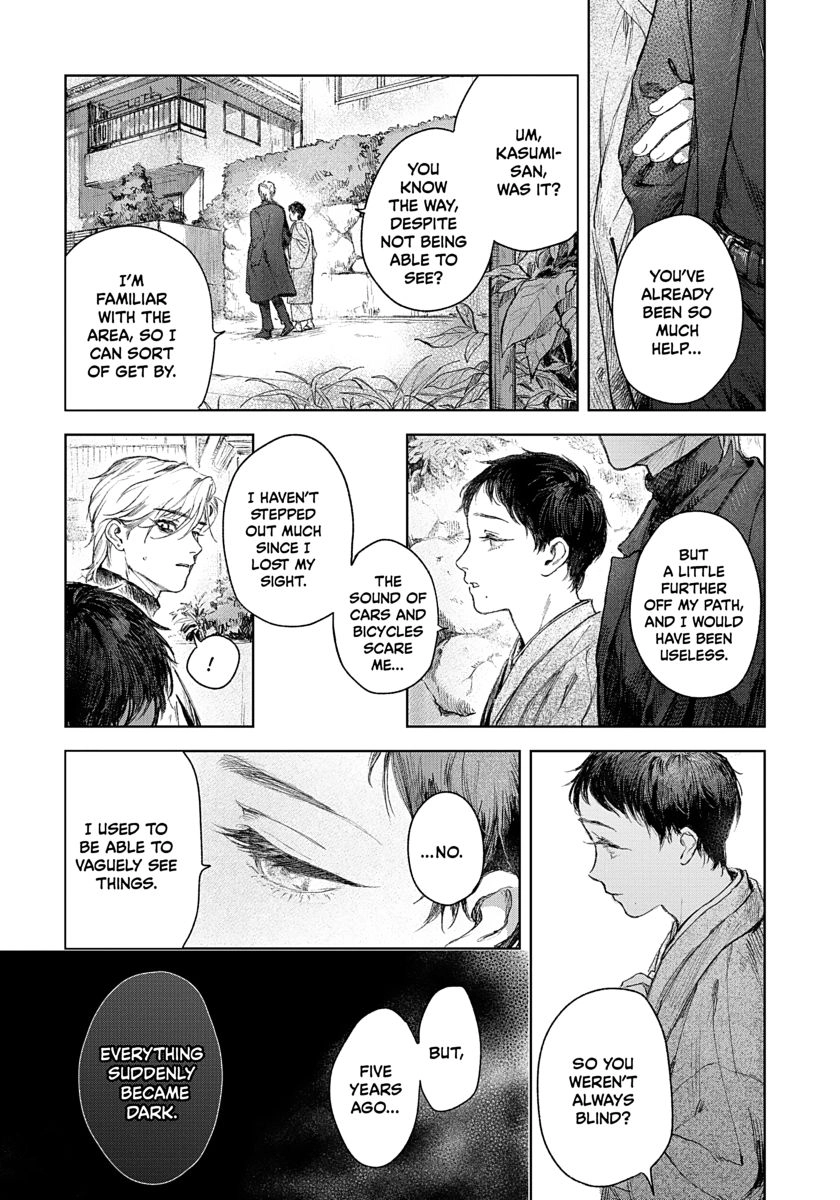 YOU'VE
ALREADY
BEEN SO
MUCH
HELP...
UM,
KASUMI-
SAN,
WAS IT?
YOU
KNOW
THE WAY,
DESPITE
NOT BEING
ABLE TO
SEE?
I'M
FAMILIAR
WITH THE
AREA, SO I
CAN SORT
OF GET BY.
BUT
A LITTLE
FURTHER
OFF MY PATH,
AND I WOULD
HAVE BEEN
USELESS.
THE
SOUND OF
CARS AND
BICYCLES
SCARE
ME...
I HAVEN'T
STEPPED
OUT MUCH
SINCE I
LOST MY
SIGHT.
!
SO YOU
WEREN'T
ALWAYS
BLIND?
...NO.
I USED TO
BE ABLE TO
VAGUELY SEE
THINGS.
BUT,
FIVE
YEARS
AGO...
EVERYTHING
SUDDENLY
BECAME
DARK.